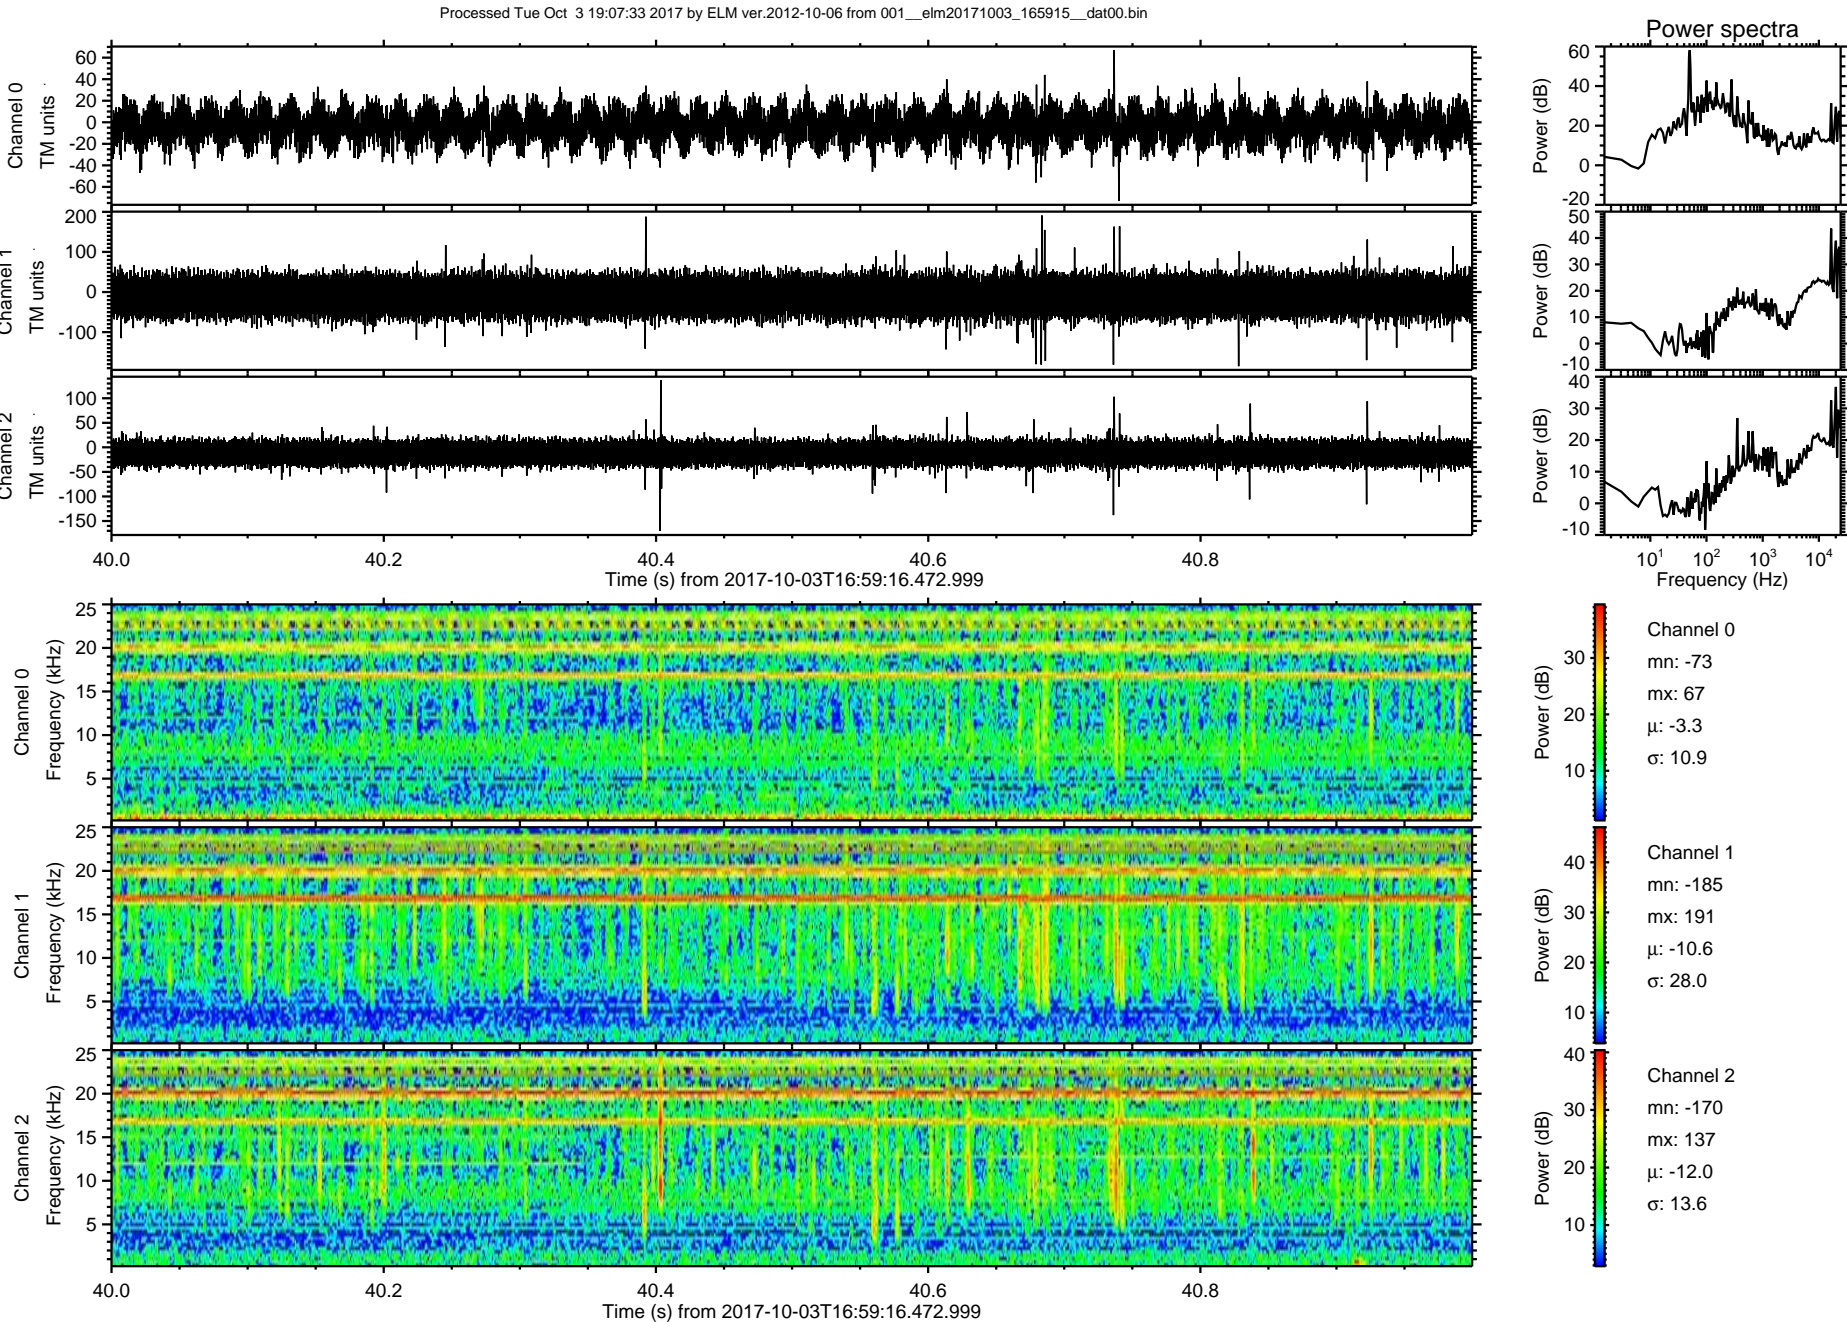 Processed Tue Oct  3 19:07:33 2017 by ELM ver.2012-10-06 from 001__elm20171003_165915__dat00.bin
Power spectra
Channel 0
TM units
60
40
20
0
-20
-40
-60
Power (dB)
60
40
20
0
-20
Channel 1
TM units
200
100
0
-100
Power (dB)
50
40
30
20
10
0
-10
Channel 2
TM units
100
50
0
-50
-100
-150
Power (dB)
40
30
20
10
0
-10
40.0 40.2 40.4 40.6 40.8
Time (s) from 2017-10-03T16:59:16.472.999
10^1 10^2 10^3 10^4
Frequency (Hz)
Channel 0
Frequency (kHz)
25
20
15
10
5
Power (dB)
30
20
10
Channel 0
mn: -73
mx: 67
μ: -3.3
σ: 10.9
Channel 1
Frequency (kHz)
25
20
15
10
5
Power (dB)
40
30
20
10
Channel 1
mn: -185
mx: 191
μ: -10.6
σ: 28.0
Channel 2
Frequency (kHz)
25
20
15
10
5
Power (dB)
40
30
20
10
Channel 2
mn: -170
mx: 137
μ: -12.0
σ: 13.6
40.0 40.2 40.4 40.6 40.8
Time (s) from 2017-10-03T16:59:16.472.999